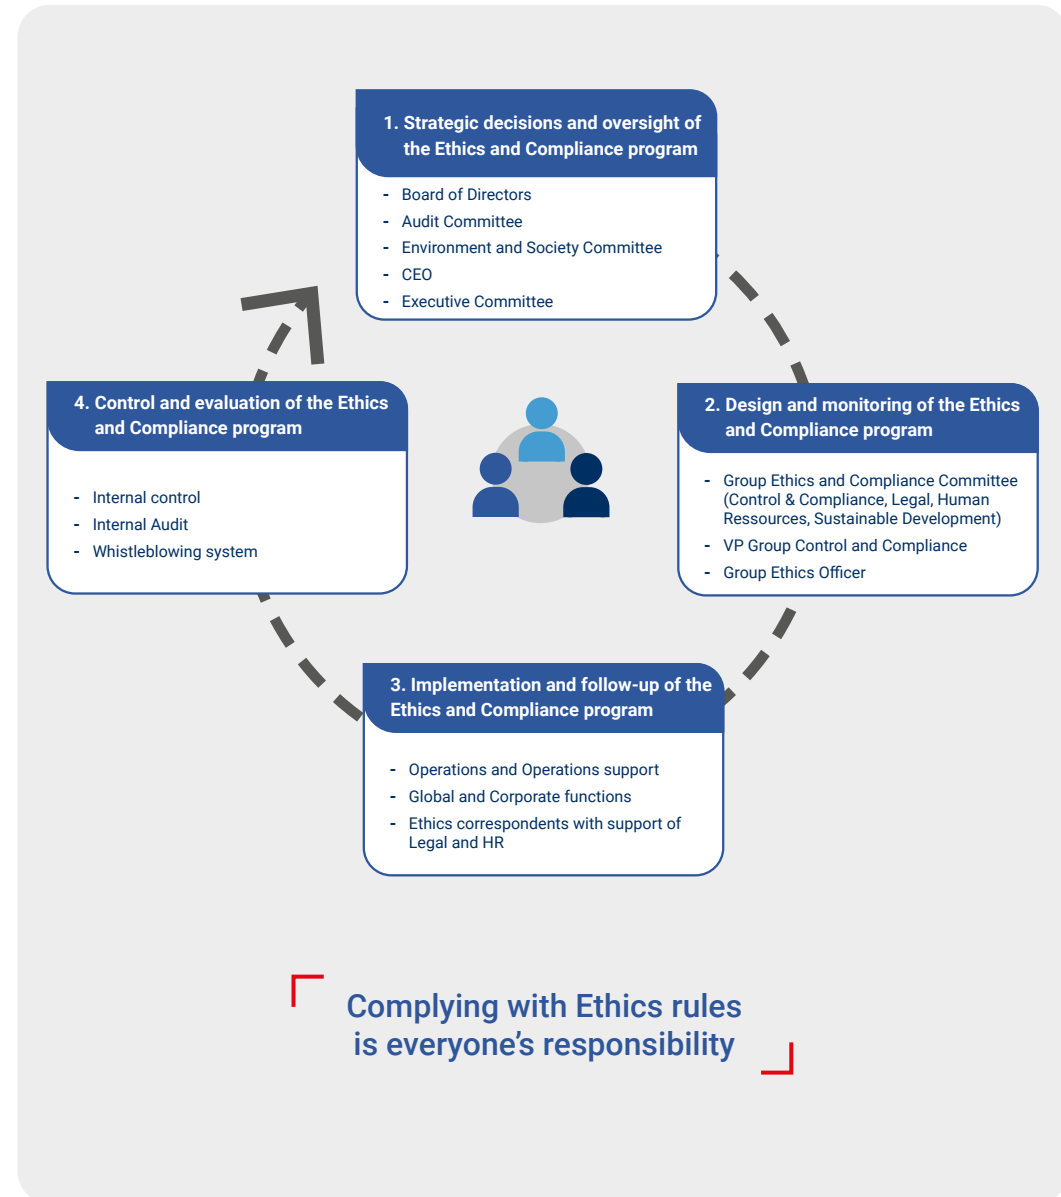 1. Strategic decisions and oversight of
the Ethics and Compliance program
- Board of Directors
- Audit Committee
- Environment and Society Committee
- CEO
- Executive Committee
2. Design and monitoring of the Ethics
and Compliance program
- Group Ethics and Compliance Committee
(Control & Compliance, Legal, Human
Ressources, Sustainable Development)
- VP Group Control and Compliance
- Group Ethics Officer
3. Implementation and follow-up of the
Ethics and Compliance program
- Operations and Operations support
- Global and Corporate functions
- Ethics correspondents with support of
Legal and HR
4. Control and evaluation of the Ethics
and Compliance program
- Internal control
- Internal Audit
- Whistleblowing system
Complying with Ethics rules
is everyone’s responsibility